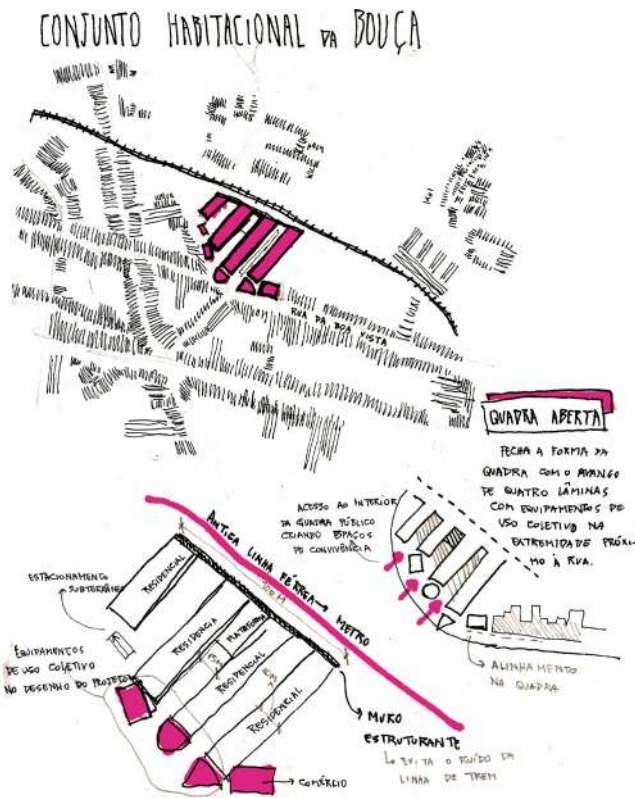 CONJUNTO HABITACIONAL DA BOUÇA
RUA DA BOA VISTA
QUADRA ABERTA
FECHA A FORMA DA
QUADRA COM O AVANÇO
DE QUATRO LÂMINAS
COM EQUIPAMENTOS DE
USO COLETIVO NA
EXTREMIDADE PRÓXI-
MO À RUA.
ACESSO AO INTERIOR
DA QUADRA PÚBLICO
CRIANDO ESPAÇOS
DE CONVIVÊNCIA
ALINHAMENTO
NA QUADRA
ANTIGA LINHA FÉRREA → METRO
ESTACIONAMENTO
SUBTERRÂNEO
RESIDENCIAL
RESIDENCIA
PLATAFORMA
RESIDENCIAL
RESIDENCIAL
EQUIPAMENTOS
DE USO COLETIVO
NO DESENHO DO PROJETO
MURO
ESTRUTURANTE
EVITA O RUÍDO DA
LINHA DE TREM
COMÉRCIO